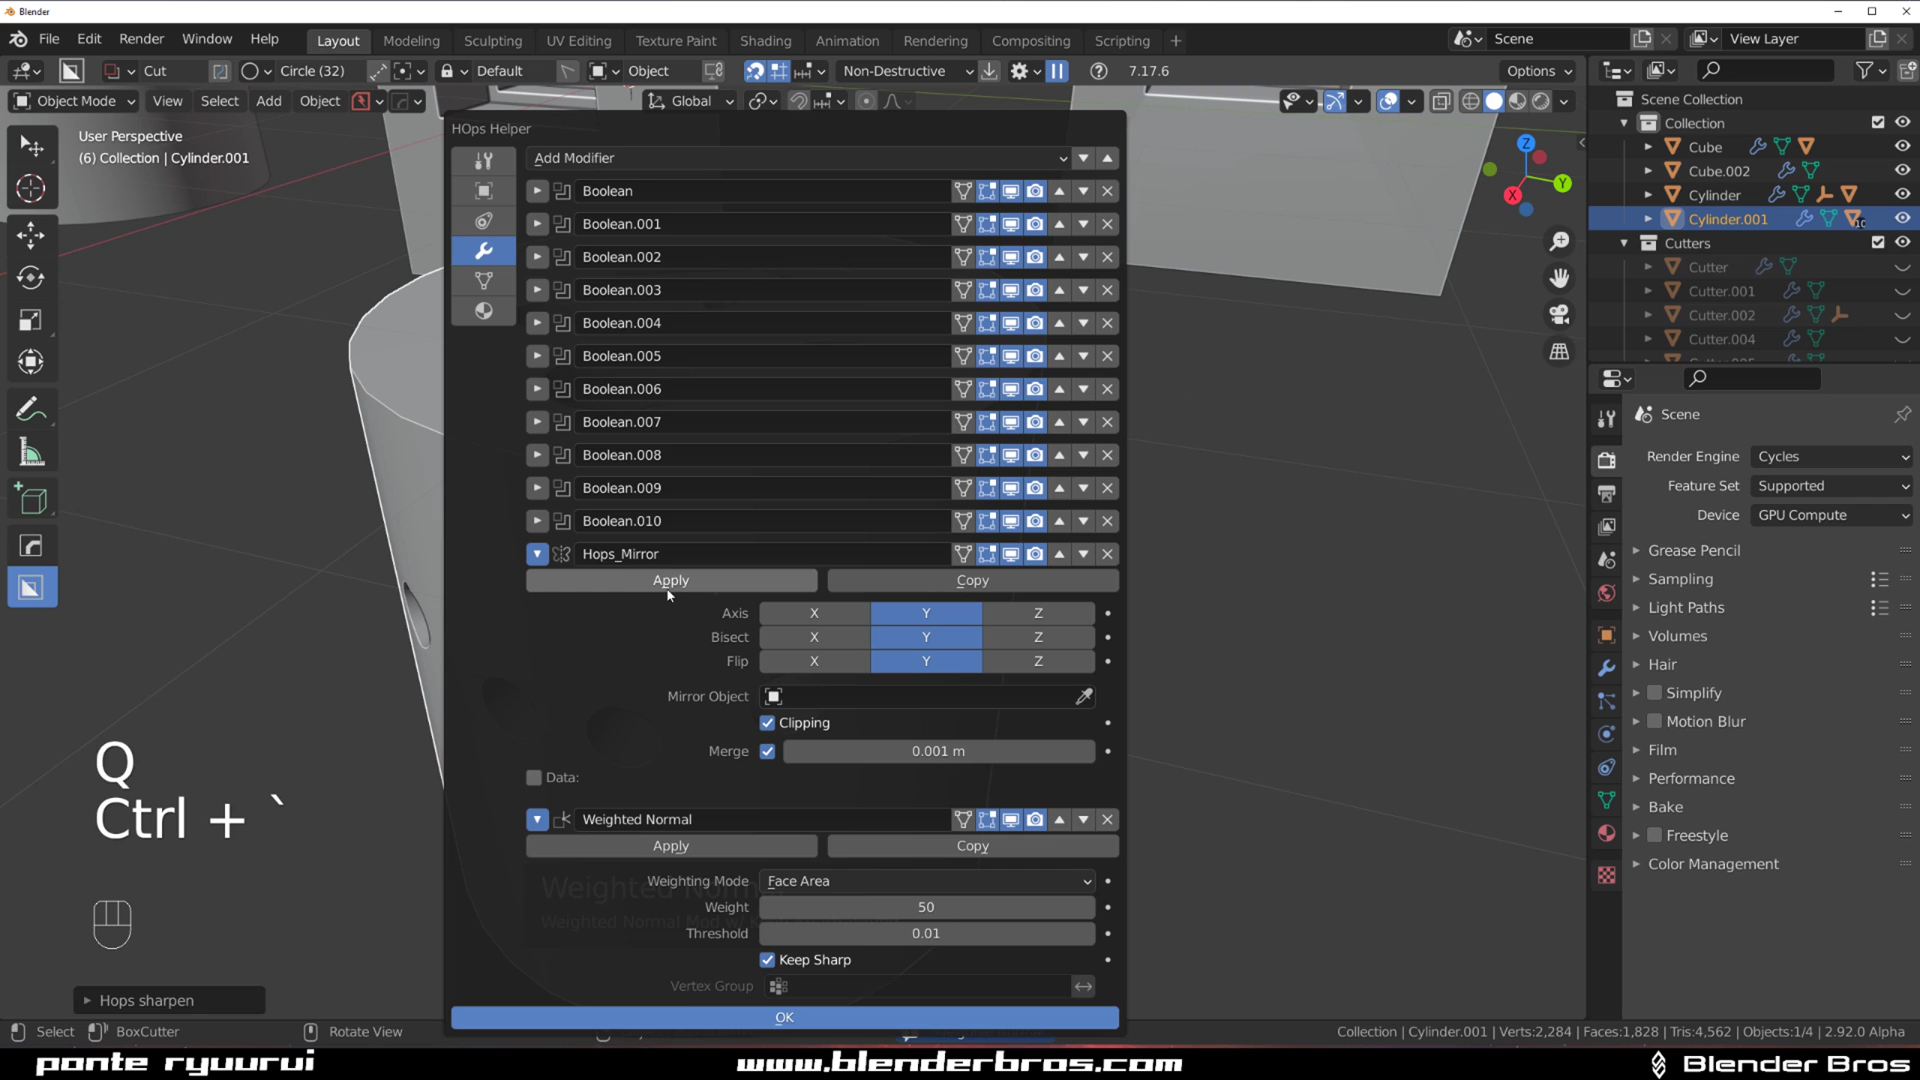 Blender
File Edit Render Window Help Layout Modeling Sculpting UV Editing Texture Paint Shading Animation Rendering Compositing Scripting + Scene View Layer
Cut Circle (32) Default Object Non-Destructive 7.17.6 Options
Object Mode View Select Add Object Global
User Perspective
(6) Collection | Cylinder.001
HOps Helper
Add Modifier
Boolean
Boolean.001
Boolean.002
Boolean.003
Boolean.004
Boolean.005
Boolean.006
Boolean.007
Boolean.008
Boolean.009
Boolean.010
Hops_Mirror
Apply Copy
Axis X Y Z
Bisect X Y Z
Flip X Y Z
Mirror Object
Clipping
Merge 0.001 m
Data:
Weighted Normal
Apply Copy
Weighting Mode Face Area
Weight 50
Threshold 0.01
Keep Sharp
Vertex Group
OK
Z
Y
X
Scene Collection
Collection
Cube
Cube.002
Cylinder
Cylinder.001
Cutters
Cutter
Cutter.001
Cutter.002
Cutter.004
Scene
Render Engine Cycles
Feature Set Supported
Device GPU Compute
Grease Pencil
Sampling
Light Paths
Volumes
Hair
Simplify
Motion Blur
Film
Performance
Bake
Freestyle
Color Management
Q
Ctrl + `
Hops sharpen
Select BoxCutter Rotate View Collection | Cylinder.001 | Verts:2,284 | Faces:1,828 | Tris:4,562 | Objects:1/4 | 2.92.0 Alpha
ponte ryuurui www.blenderbros.com Blender Bros